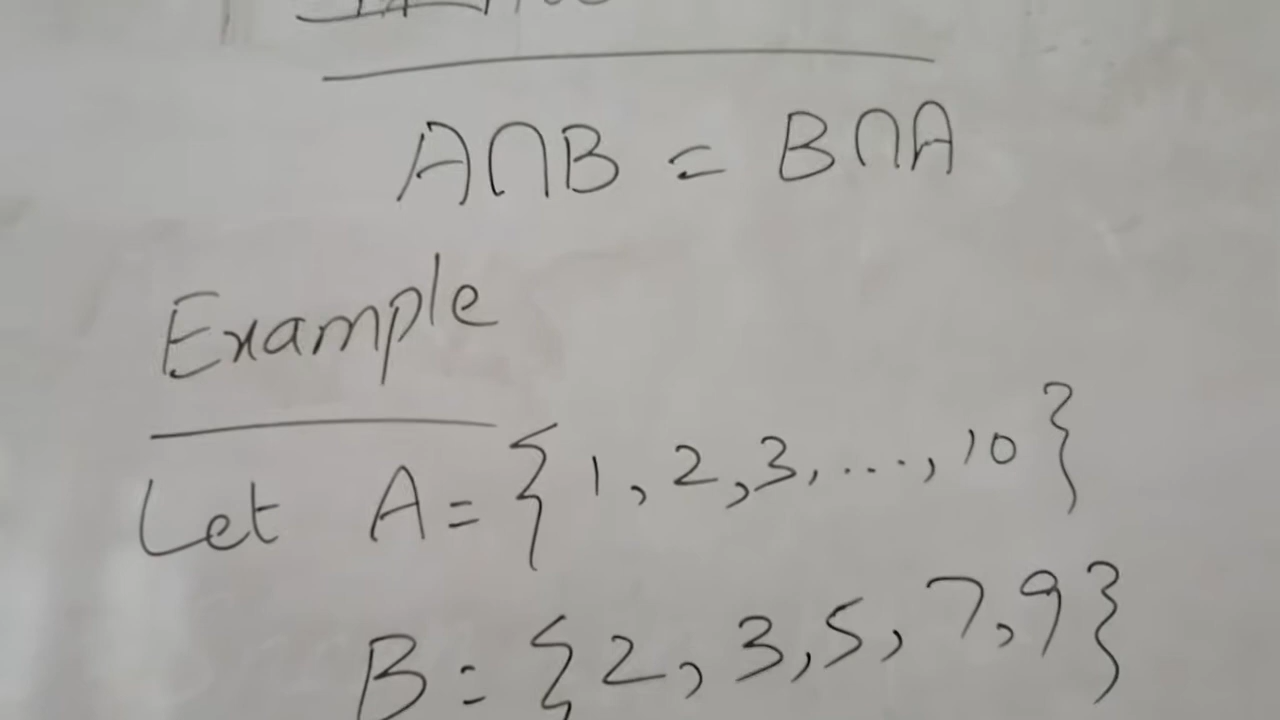 A∩B = B∩A
Example
Let A = { 1, 2, 3, ..., 10 }
B = { 2, 3, 5, 7, 9 }